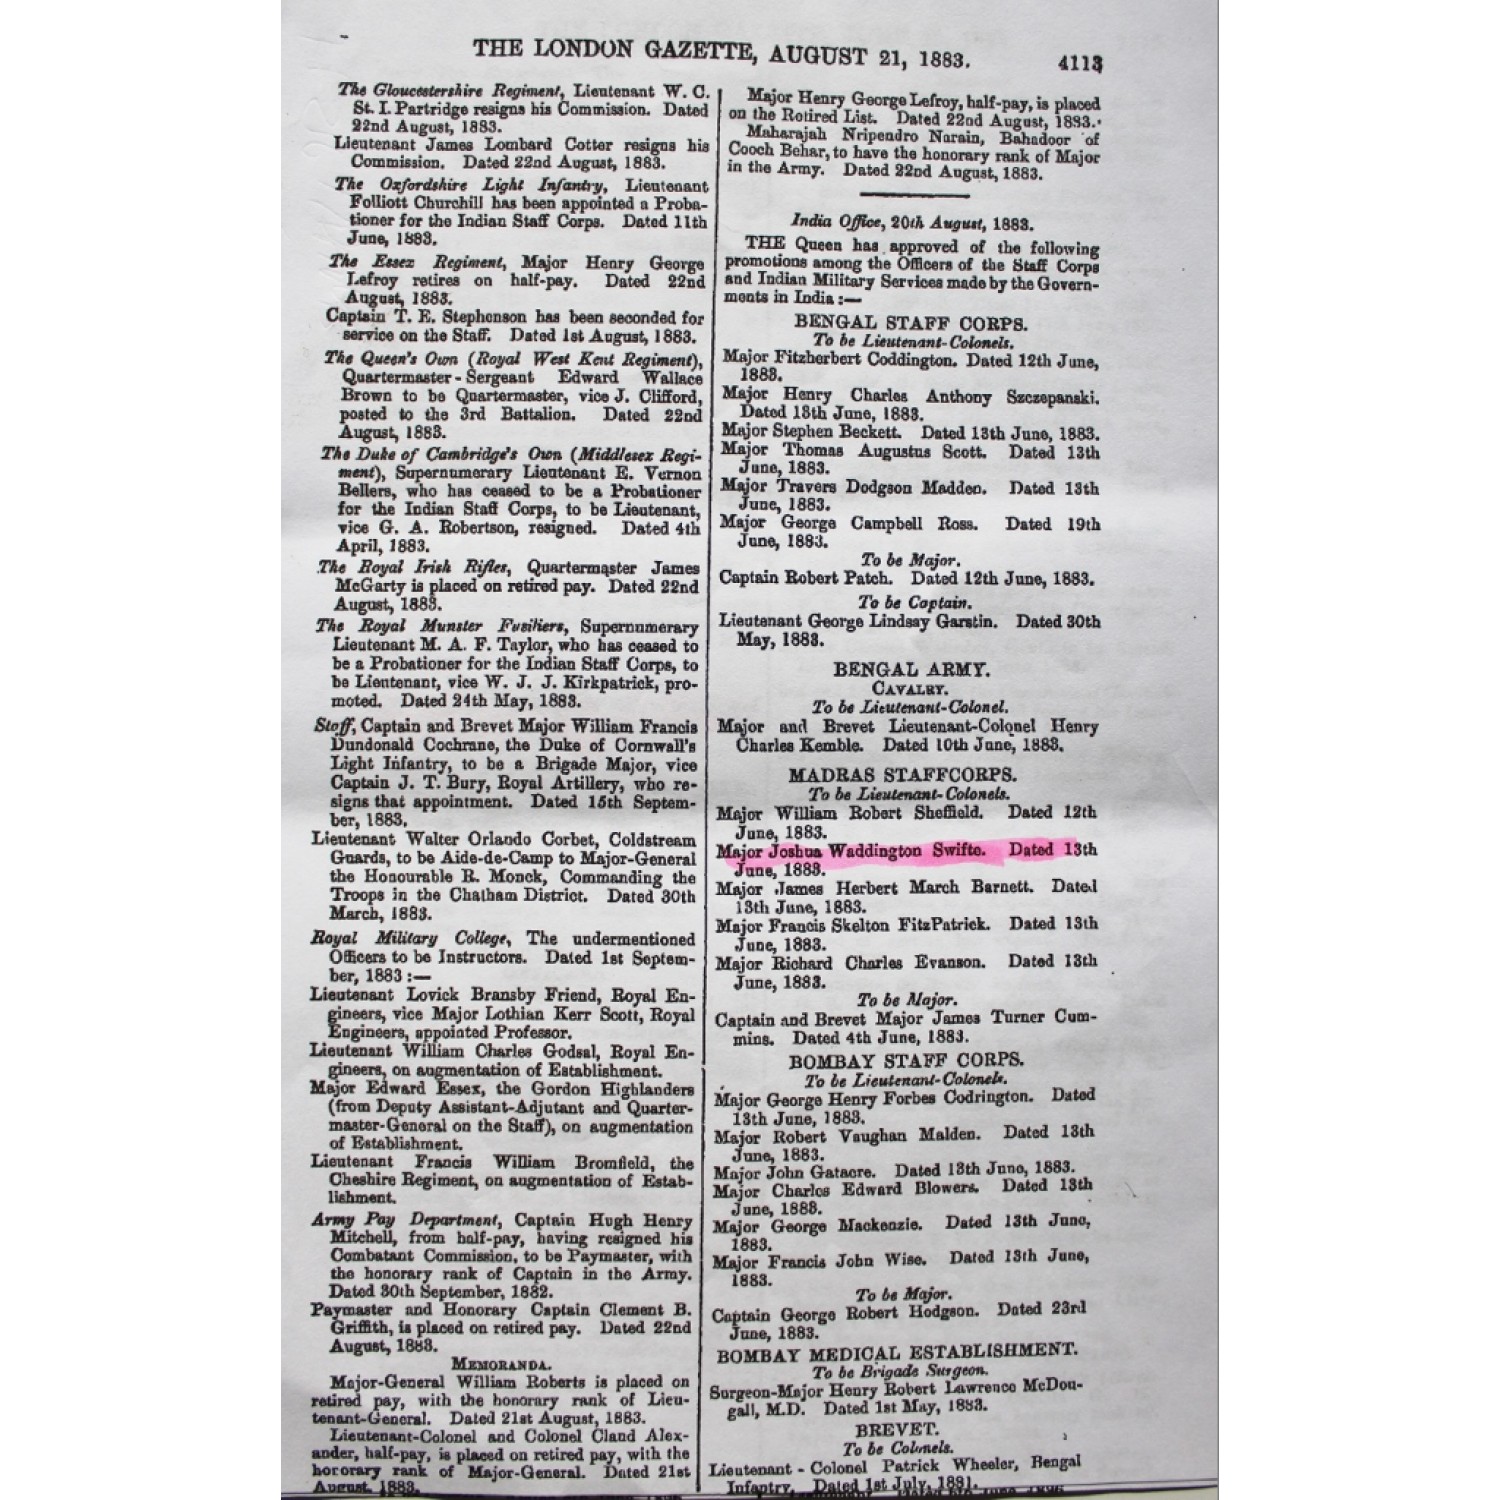 THE LONDON GAZETTE, AUGUST 21, 1883. 4113
The Gloucestershire Regiment, Lieutenant W. C.
St. I. Partridge resigns his Commission. Dated
22nd August, 1883.
Lieutenant James Lombard Cotter resigns his
Commission. Dated 22nd August, 1883.
The Oxfordshire Light Infantry, Lieutenant
Folliott Churchill has been appointed a Proba-
tioner for the Indian Staff Corps. Dated 11th
June, 1883.
The Essex Regiment, Major Henry George
Lefroy retires on half-pay. Dated 22nd
August, 1883.
Captain T. E. Stephenson has been seconded for
service on the Staff. Dated 1st August, 1883.
The Queen's Own (Royal West Kent Regiment),
Quartermaster-Sergeant Edward Wallace
Brown to be Quartermaster, vice J. Clifford,
posted to the 3rd Battalion. Dated 22nd
August, 1883.
The Duke of Cambridge's Own (Middlesex Regi-
ment), Supernumerary Lieutenant E. Vernon
Bellers, who has ceased to be a Probationer
for the Indian Staff Corps, to be Lieutenant,
vice G. A. Robertson, resigned. Dated 4th
April, 1883.
The Royal Irish Rifles, Quartermaster James
McGarty is placed on retired pay. Dated 22nd
August, 1883.
The Royal Munster Fusiliers, Supernumerary
Lieutenant M. A. F. Taylor, who has ceased to
be a Probationer for the Indian Staff Corps, to
be Lieutenant, vice W. J. J. Kirkpatrick, pro-
moted. Dated 24th May, 1883.
Staff, Captain and Brevet Major William Francis
Dundonald Cochrane, the Duke of Cornwall's
Light Infantry, to be a Brigade Major, vice
Captain J. T. Bury, Royal Artillery, who re-
signs that appointment. Dated 15th Septem-
ber, 1883.
Lieutenant Walter Orlando Corbet, Coldstream
Guards, to be Aide-de-Camp to Major-General
the Honourable R. Monck, Commanding the
Troops in the Chatham District. Dated 30th
March, 1883.
Royal Military College, The undermentioned
Officers to be Instructors. Dated 1st Septem-
ber, 1883:—
Lieutenant Lovick Bransby Friend, Royal En-
gineers, vice Major Lothian Kerr Scott, Royal
Engineers, appointed Professor.
Lieutenant William Charles Godsal, Royal En-
gineers, on augmentation of Establishment.
Major Edward Essex, the Gordon Highlanders
(from Deputy Assistant-Adjutant and Quarter-
master-General on the Staff), on augmentation
of Establishment.
Lieutenant Francis William Bromfield, the
Cheshire Regiment, on augmentation of Estab-
lishment.
Army Pay Department, Captain Hugh Henry
Mitchell, from half-pay, having resigned his
Combatant Commission, to be Paymaster, with
the honorary rank of Captain in the Army.
Dated 30th September, 1882.
Paymaster and Honorary Captain Clement B.
Griffith, is placed on retired pay. Dated 22nd
August, 1883.
MEMORANDA.
Major-General William Roberts is placed on
retired pay, with the honorary rank of Lieu-
tenant-General. Dated 21st August, 1883.
Lieutenant-Colonel and Colonel Claud Alex-
ander, half-pay, is placed on retired pay, with the
honorary rank of Major-General. Dated 21st
August, 1883.
Major Henry George Lefroy, half-pay, is placed
on the Retired List. Dated 22nd August, 1883.
Maharajah Nripendro Narain, Bahadoor of
Cooch Behar, to have the honorary rank of Major
in the Army. Dated 22nd August, 1883.
India Office, 20th August, 1883.
THE Queen has approved of the following
promotions among the Officers of the Staff Corps
and Indian Military Services made by the Govern-
ments in India:—
BENGAL STAFF CORPS.
To be Lieutenant-Colonels.
Major Fitzherbert Coddington. Dated 12th June,
1883.
Major Henry Charles Anthony Szczepanski.
Dated 13th June, 1883.
Major Stephen Beckett. Dated 13th June, 1883.
Major Thomas Augustus Scott. Dated 13th
June, 1883.
Major Travers Dodgson Madden. Dated 13th
June, 1883.
Major George Campbell Ross. Dated 19th
June, 1883.
To be Major.
Captain Robert Patch. Dated 12th June, 1883.
To be Captain.
Lieutenant George Lindsay Garstin. Dated 30th
May, 1883.
BENGAL ARMY.
CAVALRY.
To be Lieutenant-Colonel.
Major and Brevet Lieutenant-Colonel Henry
Charles Kemble. Dated 10th June, 1883.
MADRAS STAFF CORPS.
To be Lieutenant-Colonels.
Major William Robert Sheffield. Dated 12th
June, 1883.
Major Joshua Waddington Swifte. Dated 13th
June, 1883.
Major James Herbert March Barnett. Dated
13th June, 1883.
Major Francis Skelton FitzPatrick. Dated 13th
June, 1883.
Major Richard Charles Evanson. Dated 13th
June, 1883.
To be Major.
Captain and Brevet Major James Turner Cum-
mins. Dated 4th June, 1883.
BOMBAY STAFF CORPS.
To be Lieutenant-Colonels.
Major George Henry Forbes Codrington. Dated
13th June, 1883.
Major Robert Vaughan Malden. Dated 13th
June, 1883.
Major John Gatacre. Dated 13th June, 1883.
Major Charles Edward Blowers. Dated 13th
June, 1883.
Major George Mackenzie. Dated 13th June,
1883.
Major Francis John Wise. Dated 13th June,
1883.
To be Major.
Captain George Robert Hodgson. Dated 23rd
June, 1883.
BOMBAY MEDICAL ESTABLISHMENT.
To be Brigade Surgeon.
Surgeon-Major Henry Robert Lawrence McDou-
gall, M.D. Dated 1st May, 1883.
BREVET.
To be Colonels.
Lieutenant-Colonel Patrick Wheeler, Bengal
Infantry. Dated 1st July, 1881.